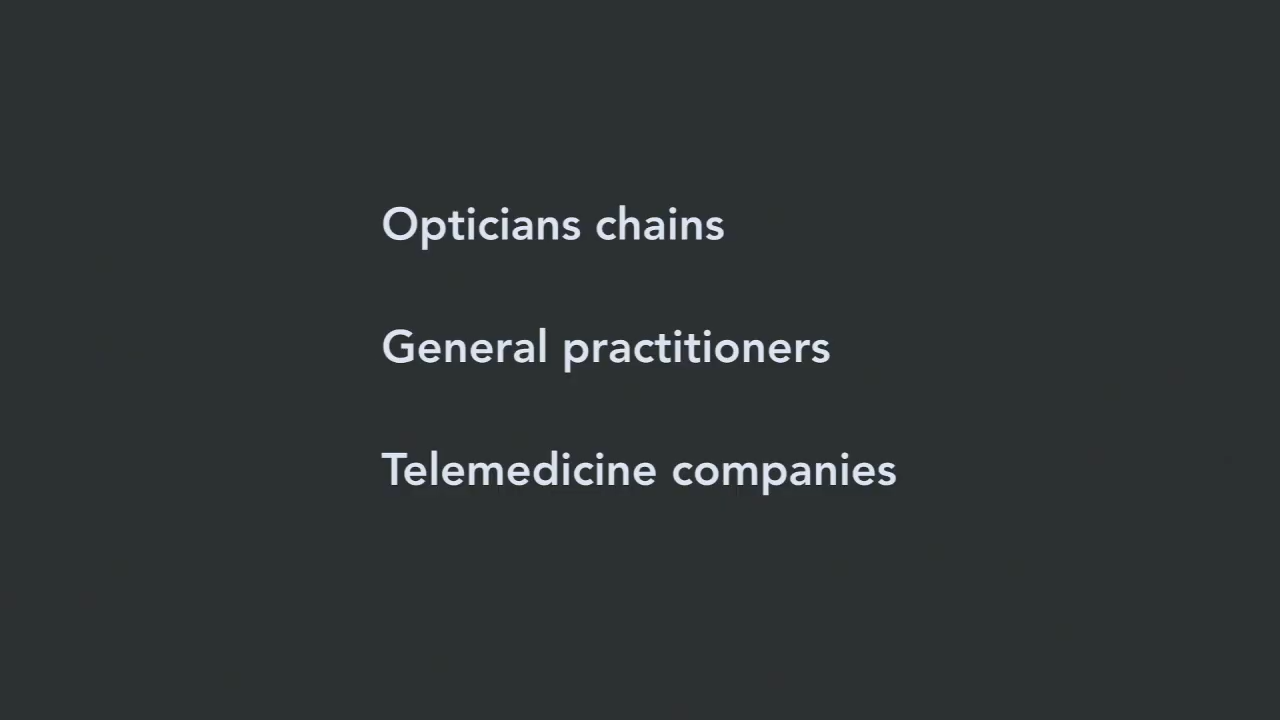 Opticians chains
General practitioners
Telemedicine companies